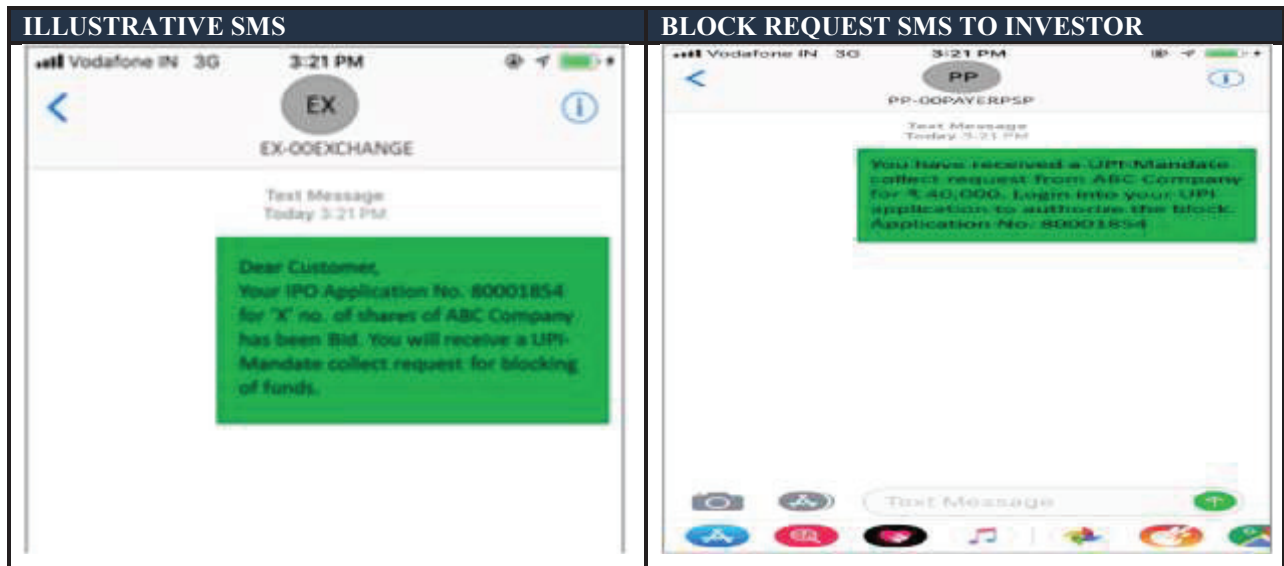 ILLUSTRATIVE SMS
Vodafone IN 3G 3:21 PM
EX
EX-00EXCHANGE
Text Message
Today 3:21 PM
Dear Customer,
Your IPO Application No. 80001854
for 'X' no. of shares of ABC Company
has been Bid. You will receive a UPI-
Mandate collect request for blocking
of funds.
BLOCK REQUEST SMS TO INVESTOR
Vodafone IN 3G 3:21 PM
PP
PP-00PAYERPSP
Text Message
Today 3:21 PM
You have received a UPI-Mandate
collect request from ABC Company
for ₹ 40,000. Login into your UPI
application to authorize the block.
Application No. 80001854
Text Message